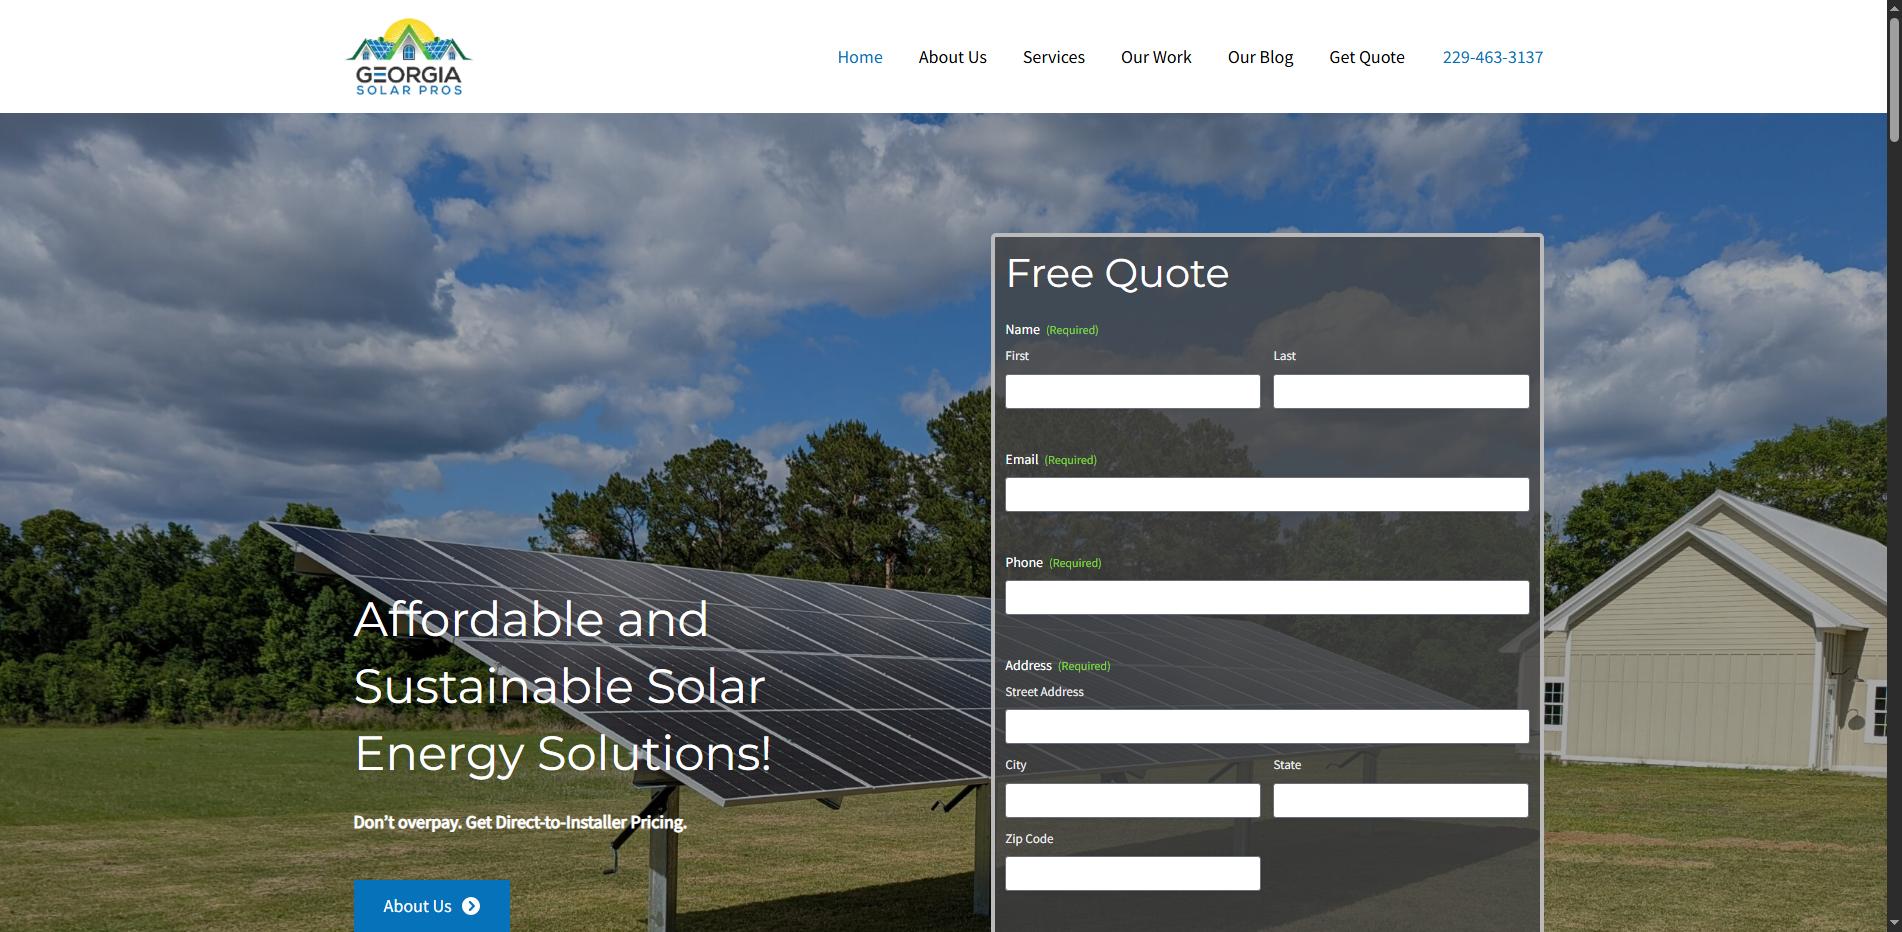 GEORGIA
SOLAR PROS
Home
About Us
Services
Our Work
Our Blog
Get Quote
229-463-3137
Free Quote
Name (Required)
First
Last
Email (Required)
Phone (Required)
Address (Required)
Street Address
City
State
Zip Code
Affordable and
Sustainable Solar
Energy Solutions!
Don’t overpay. Get Direct-to-Installer Pricing.
About Us